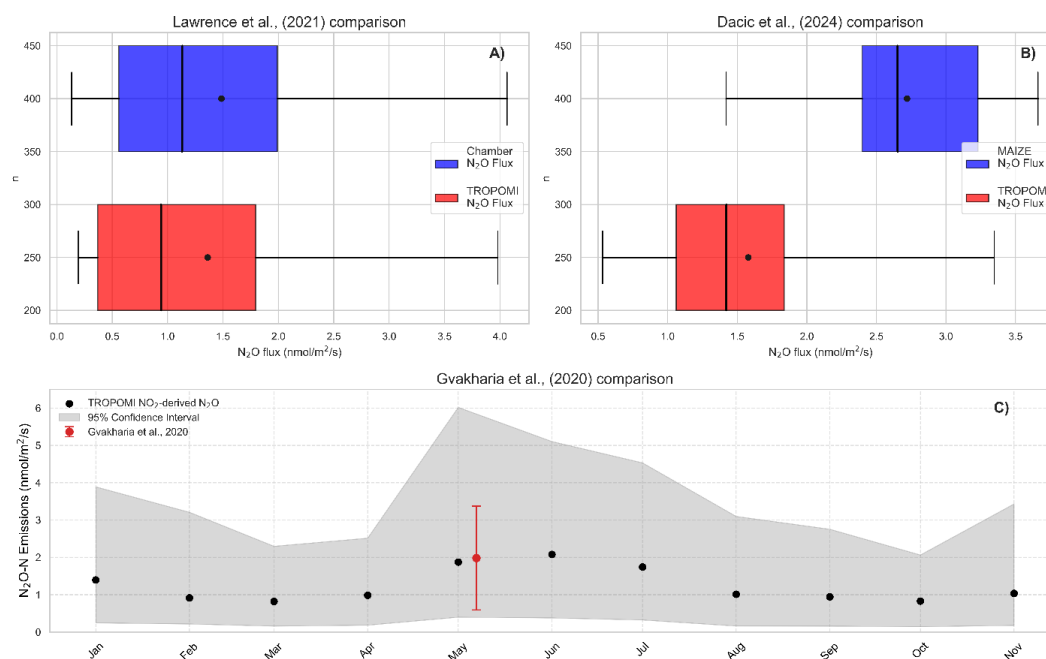 Lawrence et al., (2021) comparison
A)
450
400
350
300
250
200
n
Chamber
N₂O Flux
TROPOMI
N₂O Flux
0.0 0.5 1.0 1.5 2.0 2.5 3.0 3.5 4.0
N₂O flux (nmol/m²/s)
Dacic et al., (2024) comparison
B)
450
400
350
300
250
200
n
MAIZE
N₂O Flux
TROPOM
N₂O Flux
0.5 1.0 1.5 2.0 2.5 3.0 3.5
N₂O flux (nmol/m²/s)
Gvakharia et al., (2020) comparison
C)
TROPOMI NO₂-derived N₂O
95% Confidence Interval
Gvakharia et al., 2020
N₂O-N Emissions (nmol/m²/s)
6
5
4
3
2
1
0
Jan Feb Mar Apr May Jun Jul Aug Sep Oct Nov